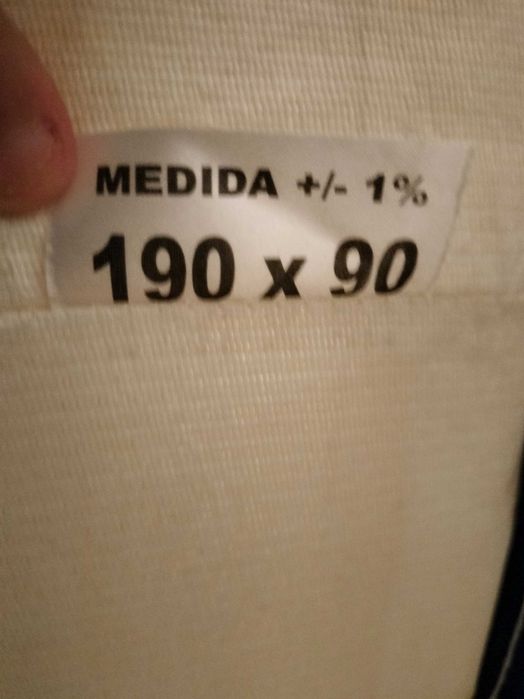 MEDIDA +/- 1%
190 x 90